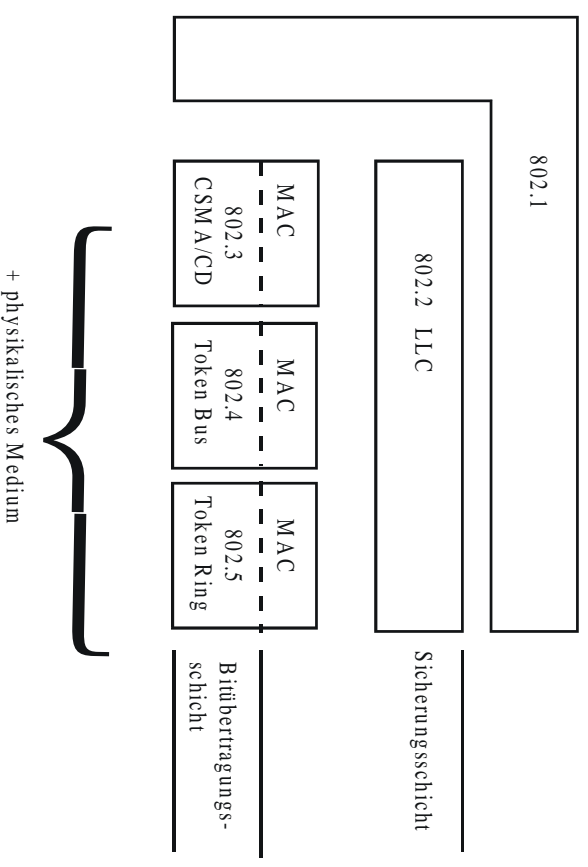 802.1
802.2 LLC
Sicherungsschicht
MAC
802.3
CSMA/CD
MAC
802.4
Token Bus
MAC
802.5
Token Ring
Bitübertragungs-
schicht
+ physikalisches Medium